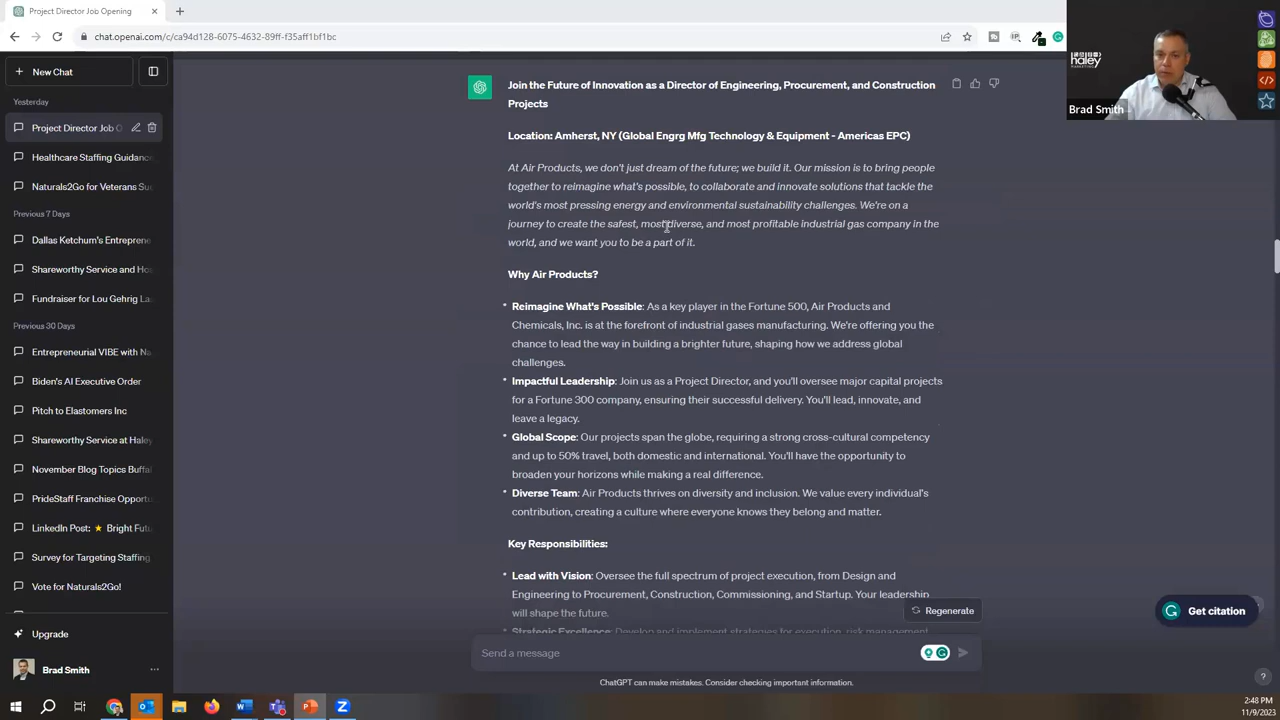 Project Director Job Opening
chat.openai.com/c/ca94d128-6075-4632-89ff-f35aff1bf1bc
haley
MARKETING
Brad Smith
New Chat
Yesterday
Project Director Job O
Healthcare Staffing Guidance
Naturals2Go for Veterans Su
Previous 7 Days
Dallas Ketchum's Entreprene
Shareworthy Service and Ho
Fundraiser for Lou Gehrig La
Previous 30 Days
Entrepreneurial VIBE with Na
Biden's AI Executive Order
Pitch to Elastomers Inc
Shareworthy Service at Haley
November Blog Topics Buffal
PrideStaff Franchise Opportu
LinkedIn Post: ⭐ Bright Futu
Survey for Targeting Staffing
Vote for Naturals2Go!
Upgrade
Brad Smith
Join the Future of Innovation as a Director of Engineering, Procurement, and Construction
Projects
Location: Amherst, NY (Global Engrg Mfg Technology & Equipment - Americas EPC)
At Air Products, we don't just dream of the future; we build it. Our mission is to bring people
together to reimagine what's possible, to collaborate and innovate solutions that tackle the
world's most pressing energy and environmental sustainability challenges. We're on a
journey to create the safest, most diverse, and most profitable industrial gas company in the
world, and we want you to be a part of it.
Why Air Products?
• Reimagine What's Possible: As a key player in the Fortune 500, Air Products and
Chemicals, Inc. is at the forefront of industrial gases manufacturing. We're offering you the
chance to lead the way in building a brighter future, shaping how we address global
challenges.
• Impactful Leadership: Join us as a Project Director, and you'll oversee major capital projects
for a Fortune 300 company, ensuring their successful delivery. You'll lead, innovate, and
leave a legacy.
• Global Scope: Our projects span the globe, requiring a strong cross-cultural competency
and up to 50% travel, both domestic and international. You'll have the opportunity to
broaden your horizons while making a real difference.
• Diverse Team: Air Products thrives on diversity and inclusion. We value every individual's
contribution, creating a culture where everyone knows they belong and matter.
Key Responsibilities:
• Lead with Vision: Oversee the full spectrum of project execution, from Design and
Engineering to Procurement, Construction, Commissioning, and Startup. Your leadership
will shape the future.
• Strategic Excellence: Develop and implement strategies for execution, risk management
Regenerate
Get citation
Send a message
ChatGPT can make mistakes. Consider checking important information.
2:48 PM
11/9/2023